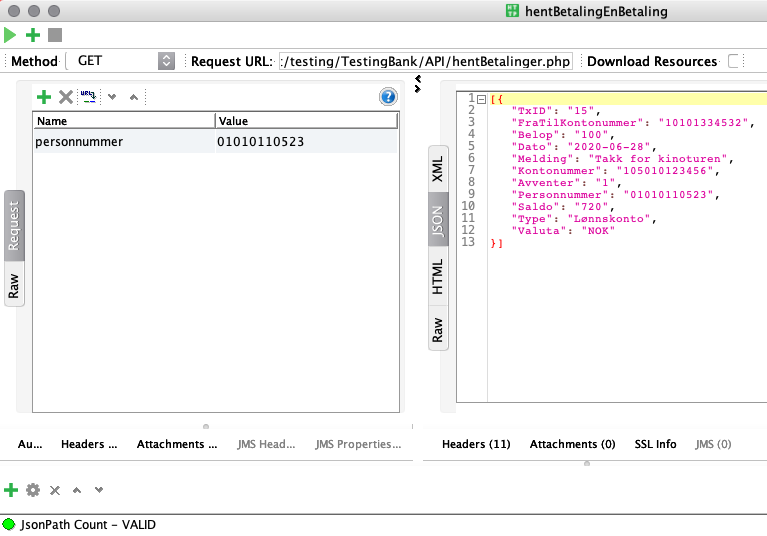 hentBetalingEnBetaling
Method GET Request URL: :/testing/TestingBank/API/hentBetalinger.php Download Resources
URL
Name Value
personnummer 01010110523
Request
Raw
XML
JSON
HTML
Raw
1 [{
2 "TxID": "15",
3 "FraTilKontonummer": "10101334532",
4 "Belop": "100",
5 "Dato": "2020-06-28",
6 "Melding": "Takk for kinoturen",
7 "Kontonummer": "105010123456",
8 "Avventer": "1",
9 "Personnummer": "01010110523",
10 "Saldo": "720",
11 "Type": "Lønnskonto",
12 "Valuta": "NOK"
13 }]
Au... Headers ... Attachments ... JMS Head... JMS Properties...
Headers (11) Attachments (0) SSL Info JMS (0)
JsonPath Count - VALID